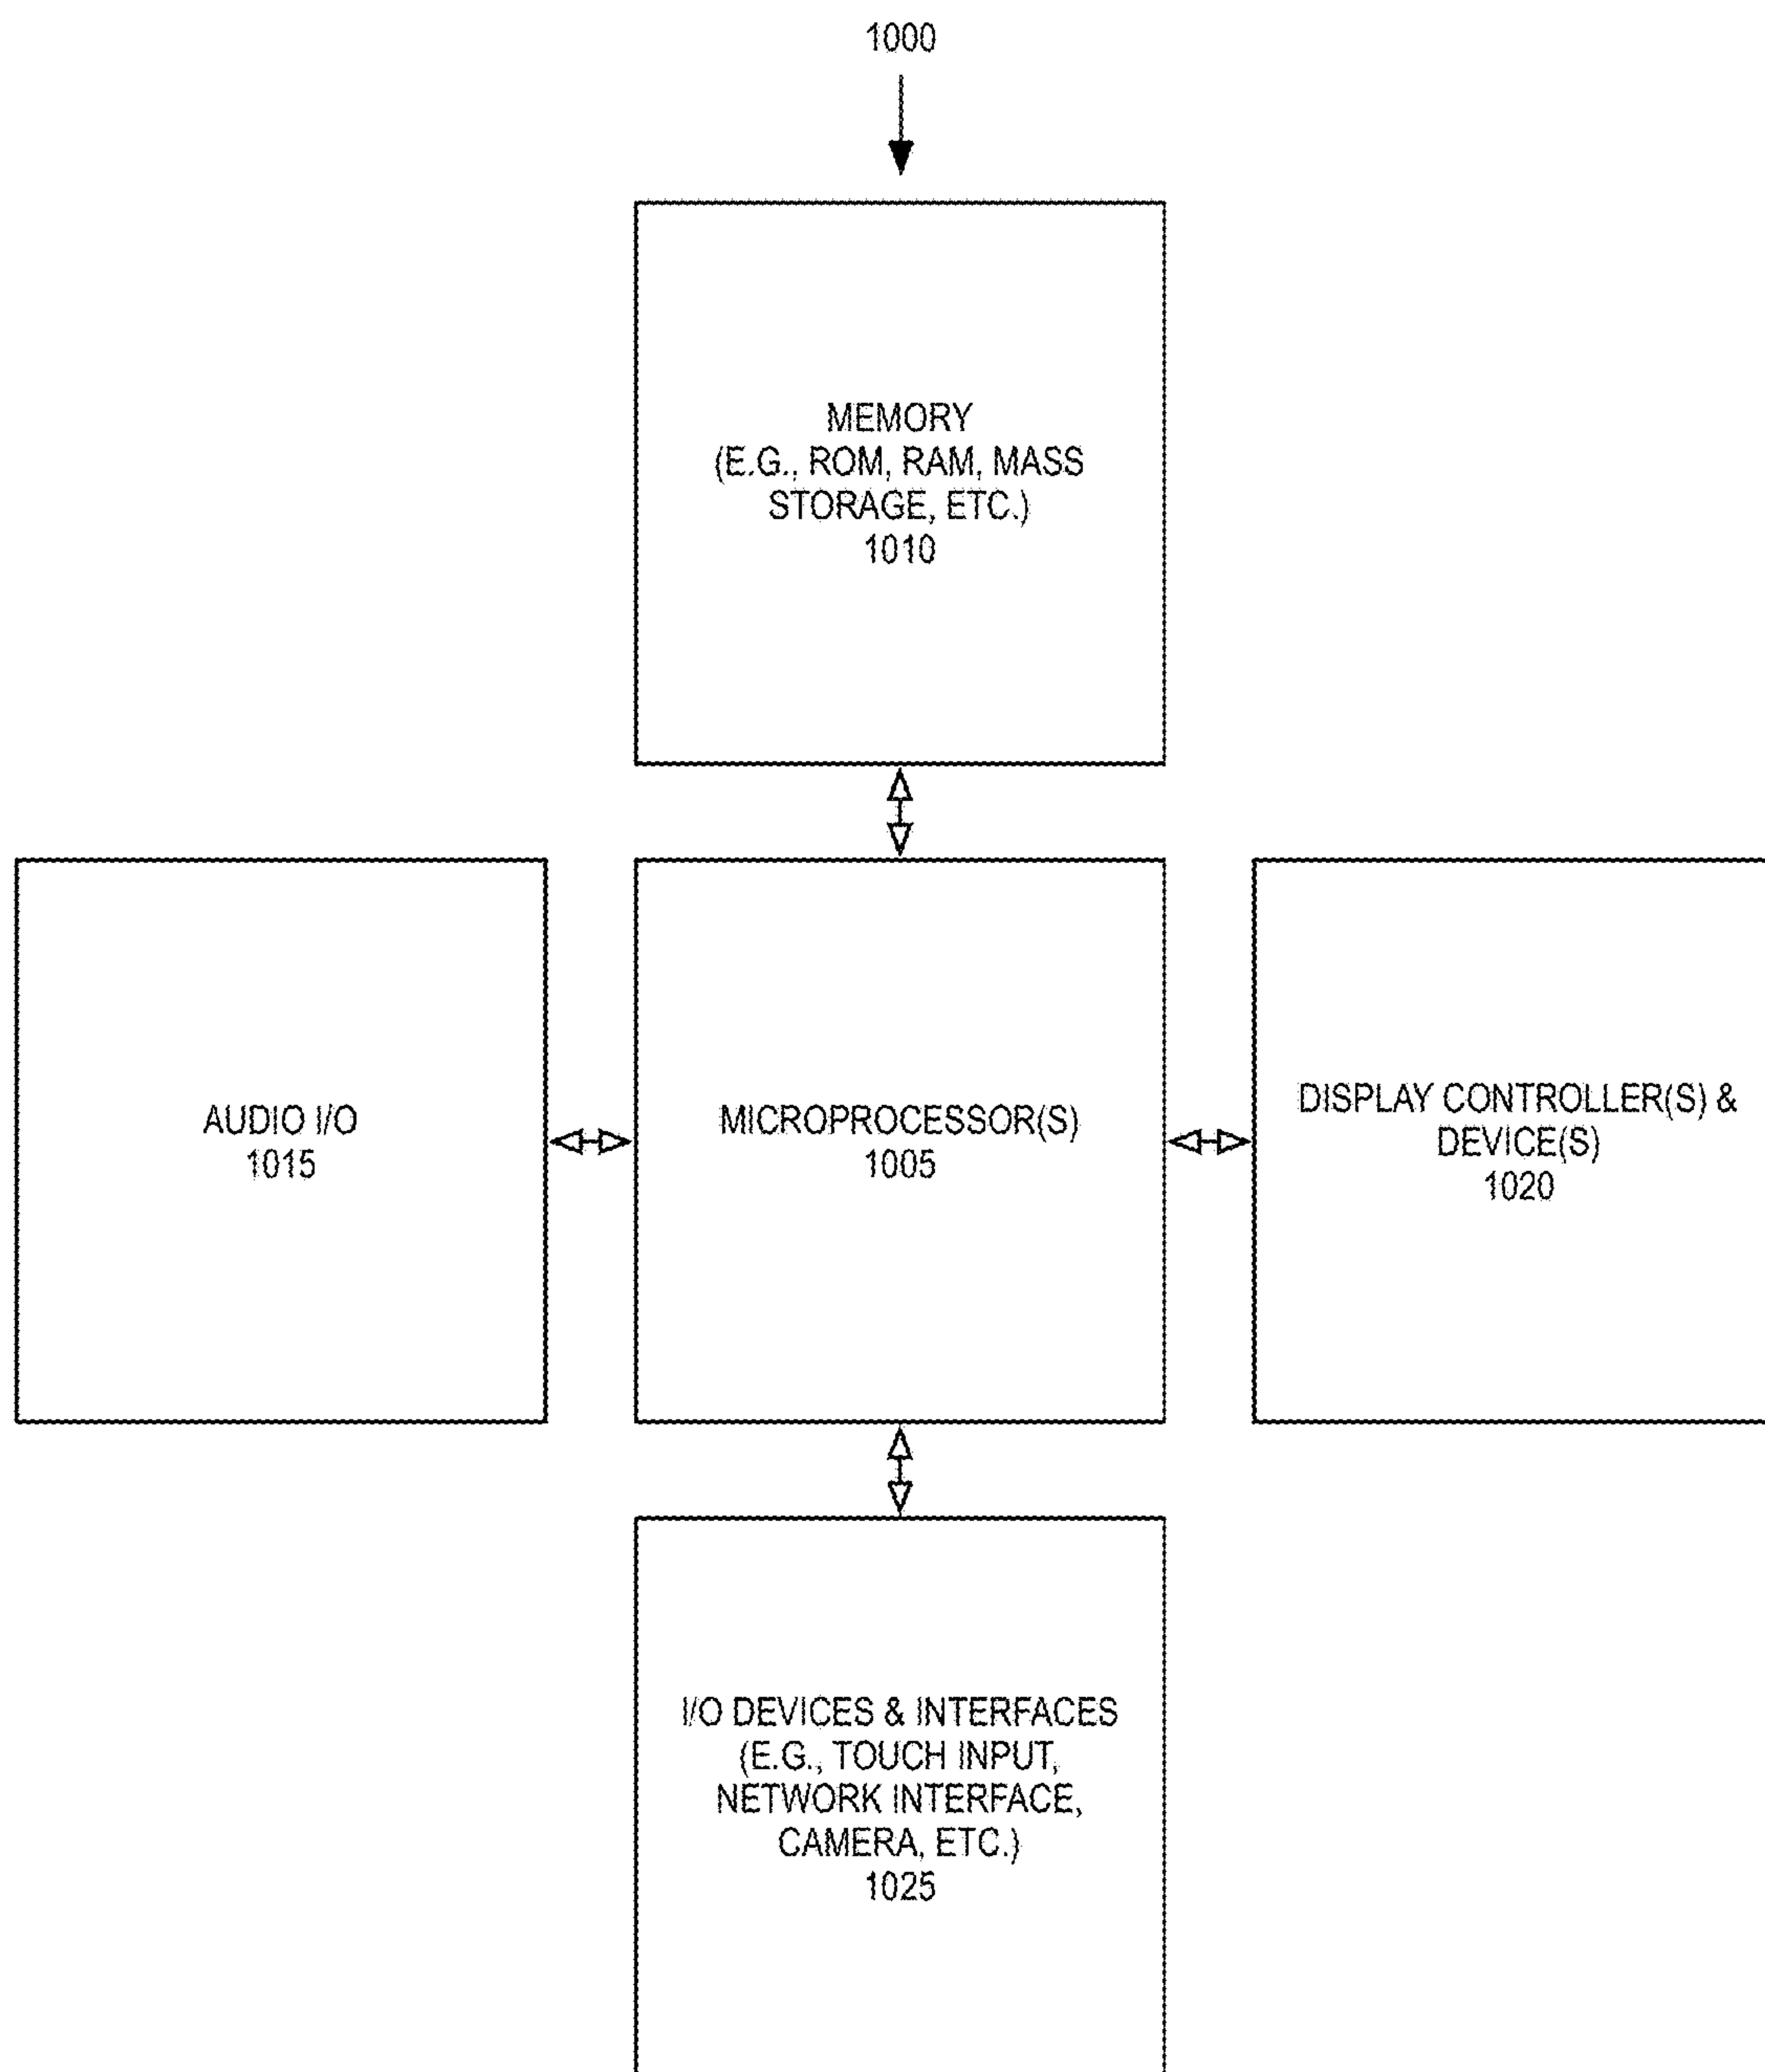 1000
MEMORY
(E.G., ROM, RAM, MASS
STORAGE, ETC.)
1010
AUDIO I/O
1015
MICROPROCESSOR(S)
1005
DISPLAY CONTROLLER(S) &
DEVICE(S)
1020
I/O DEVICES & INTERFACES
(E.G., TOUCH INPUT,
NETWORK INTERFACE,
CAMERA, ETC.)
1025